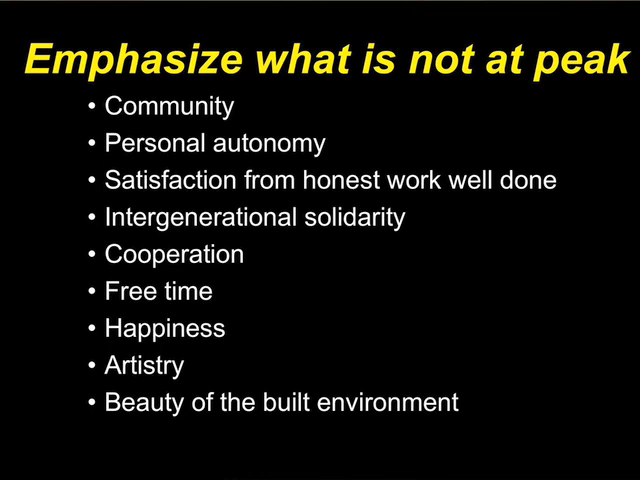 Emphasize what is not at peak
• Community
• Personal autonomy
• Satisfaction from honest work well done
• Intergenerational solidarity
• Cooperation
• Free time
• Happiness
• Artistry
• Beauty of the built environment